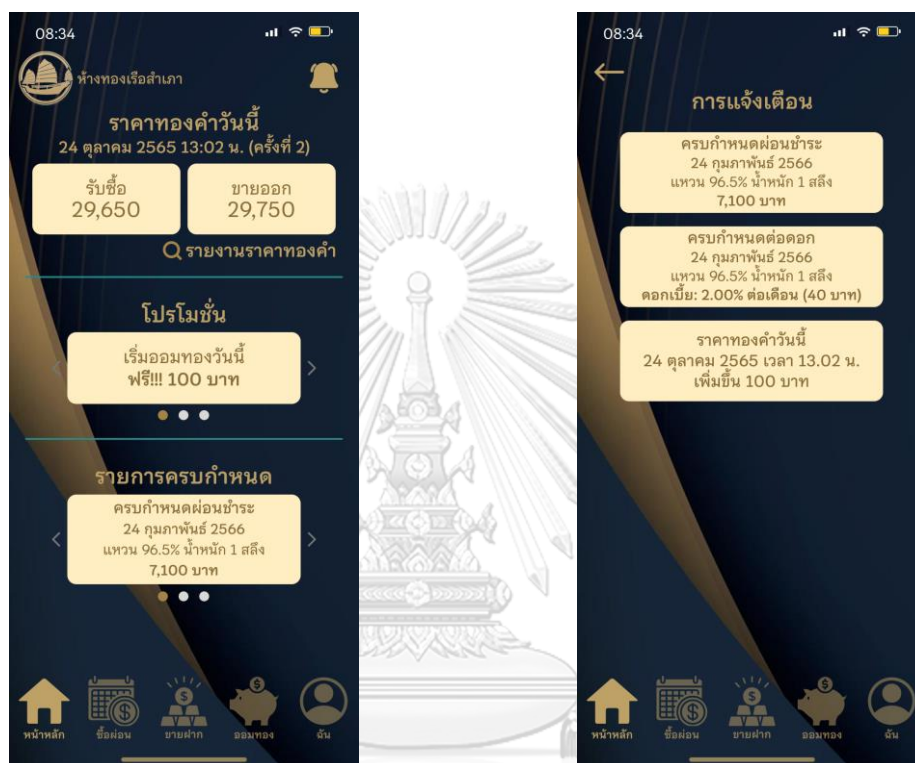 08:34
ห้างทองเรือสำเภา
ราคาทองคำวันนี้
24 ตุลาคม 2565 13:02 น. (ครั้งที่ 2)
รับซื้อ
29,650
ขายออก
29,750
รายงานราคาทองคำ
โปรโมชั่น
เริ่มออมทองวันนี้
ฟรี!!! 100 บาท
รายการครบกำหนด
ครบกำหนดผ่อนชำระ
24 กุมภาพันธ์ 2566
แหวน 96.5% น้ำหนัก 1 สลึง
7,100 บาท
หน้าหลัก
ซื้อผ่อน
ขายฝาก
ออมทอง
ฉัน
08:34
การแจ้งเตือน
ครบกำหนดผ่อนชำระ
24 กุมภาพันธ์ 2566
แหวน 96.5% น้ำหนัก 1 สลึง
7,100 บาท
ครบกำหนดต่อดอก
24 กุมภาพันธ์ 2566
แหวน 96.5% น้ำหนัก 1 สลึง
ดอกเบี้ย: 2.00% ต่อเดือน (40 บาท)
ราคาทองคำวันนี้
24 ตุลาคม 2565 เวลา 13.02 น.
เพิ่มขึ้น 100 บาท
หน้าหลัก
ซื้อผ่อน
ขายฝาก
ออมทอง
ฉัน